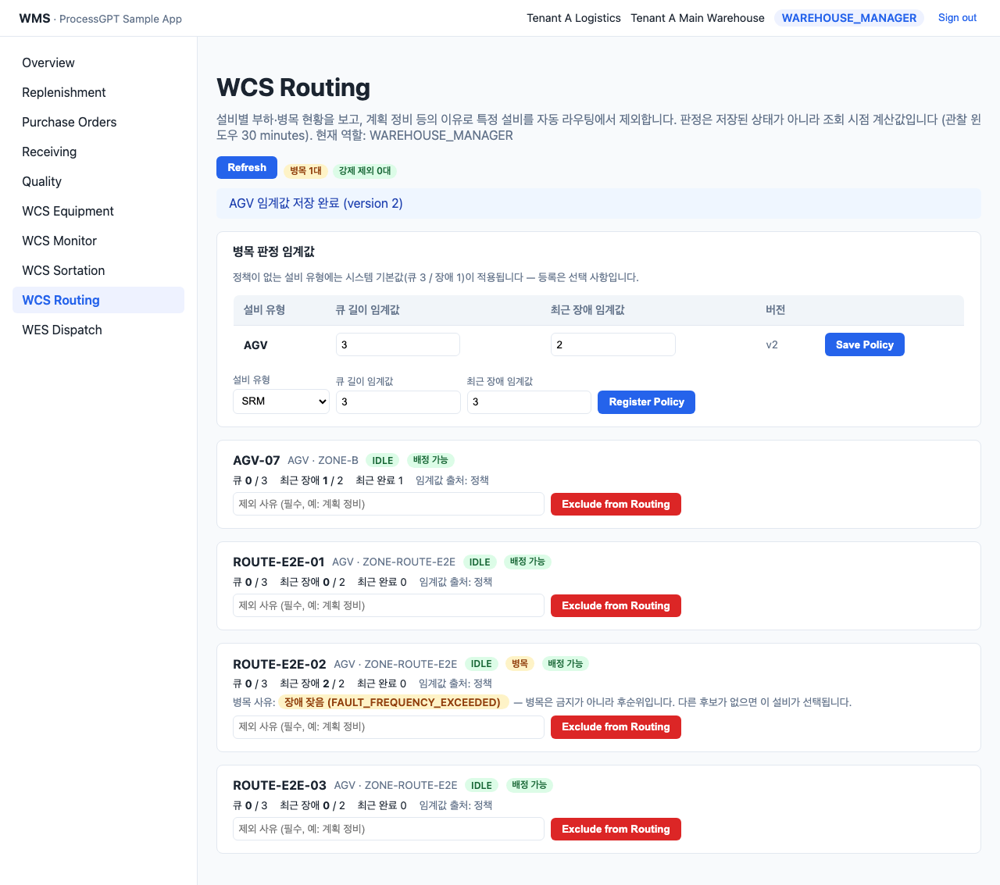 WMS · ProcessGPT Sample App
Tenant A Logistics Tenant A Main Warehouse WAREHOUSE_MANAGER Sign out
Overview
Replenishment
Purchase Orders
Receiving
Quality
WCS Equipment
WCS Monitor
WCS Sortation
WCS Routing
WES Dispatch
WCS Routing
설비별 부하·병목 현황을 보고, 계획 정비 등의 이유로 특정 설비를 자동 라우팅에서 제외합니다. 판정은 저장된 상태가 아니라 조회 시점 계산값입니다 (관찰 윈
도우 30 minutes). 현재 역할: WAREHOUSE_MANAGER
Refresh 병목 1대 강제 제외 0대
AGV 임계값 저장 완료 (version 2)
병목 판정 임계값
정책이 없는 설비 유형에는 시스템 기본값(큐 3 / 장애 1)이 적용됩니다 — 등록은 선택 사항입니다.
설비 유형 큐 길이 임계값 최근 장애 임계값 버전
AGV 3 2 v2 Save Policy
설비 유형 큐 길이 임계값 최근 장애 임계값
SRM 3 3 Register Policy
AGV-07 AGV · ZONE-B IDLE 배정 가능
큐 0 / 3 최근 장애 1 / 2 최근 완료 1 임계값 출처: 정책
제외 사유 (필수, 예: 계획 정비) Exclude from Routing
ROUTE-E2E-01 AGV · ZONE-ROUTE-E2E IDLE 배정 가능
큐 0 / 3 최근 장애 0 / 2 최근 완료 0 임계값 출처: 정책
제외 사유 (필수, 예: 계획 정비) Exclude from Routing
ROUTE-E2E-02 AGV · ZONE-ROUTE-E2E IDLE 병목 배정 가능
큐 0 / 3 최근 장애 2 / 2 최근 완료 0 임계값 출처: 정책
병목 사유: 장애 잦음 (FAULT_FREQUENCY_EXCEEDED) — 병목은 금지가 아니라 후순위입니다. 다른 후보가 없으면 이 설비가 선택됩니다.
제외 사유 (필수, 예: 계획 정비) Exclude from Routing
ROUTE-E2E-03 AGV · ZONE-ROUTE-E2E IDLE 배정 가능
큐 0 / 3 최근 장애 0 / 2 최근 완료 0 임계값 출처: 정책
제외 사유 (필수, 예: 계획 정비) Exclude from Routing